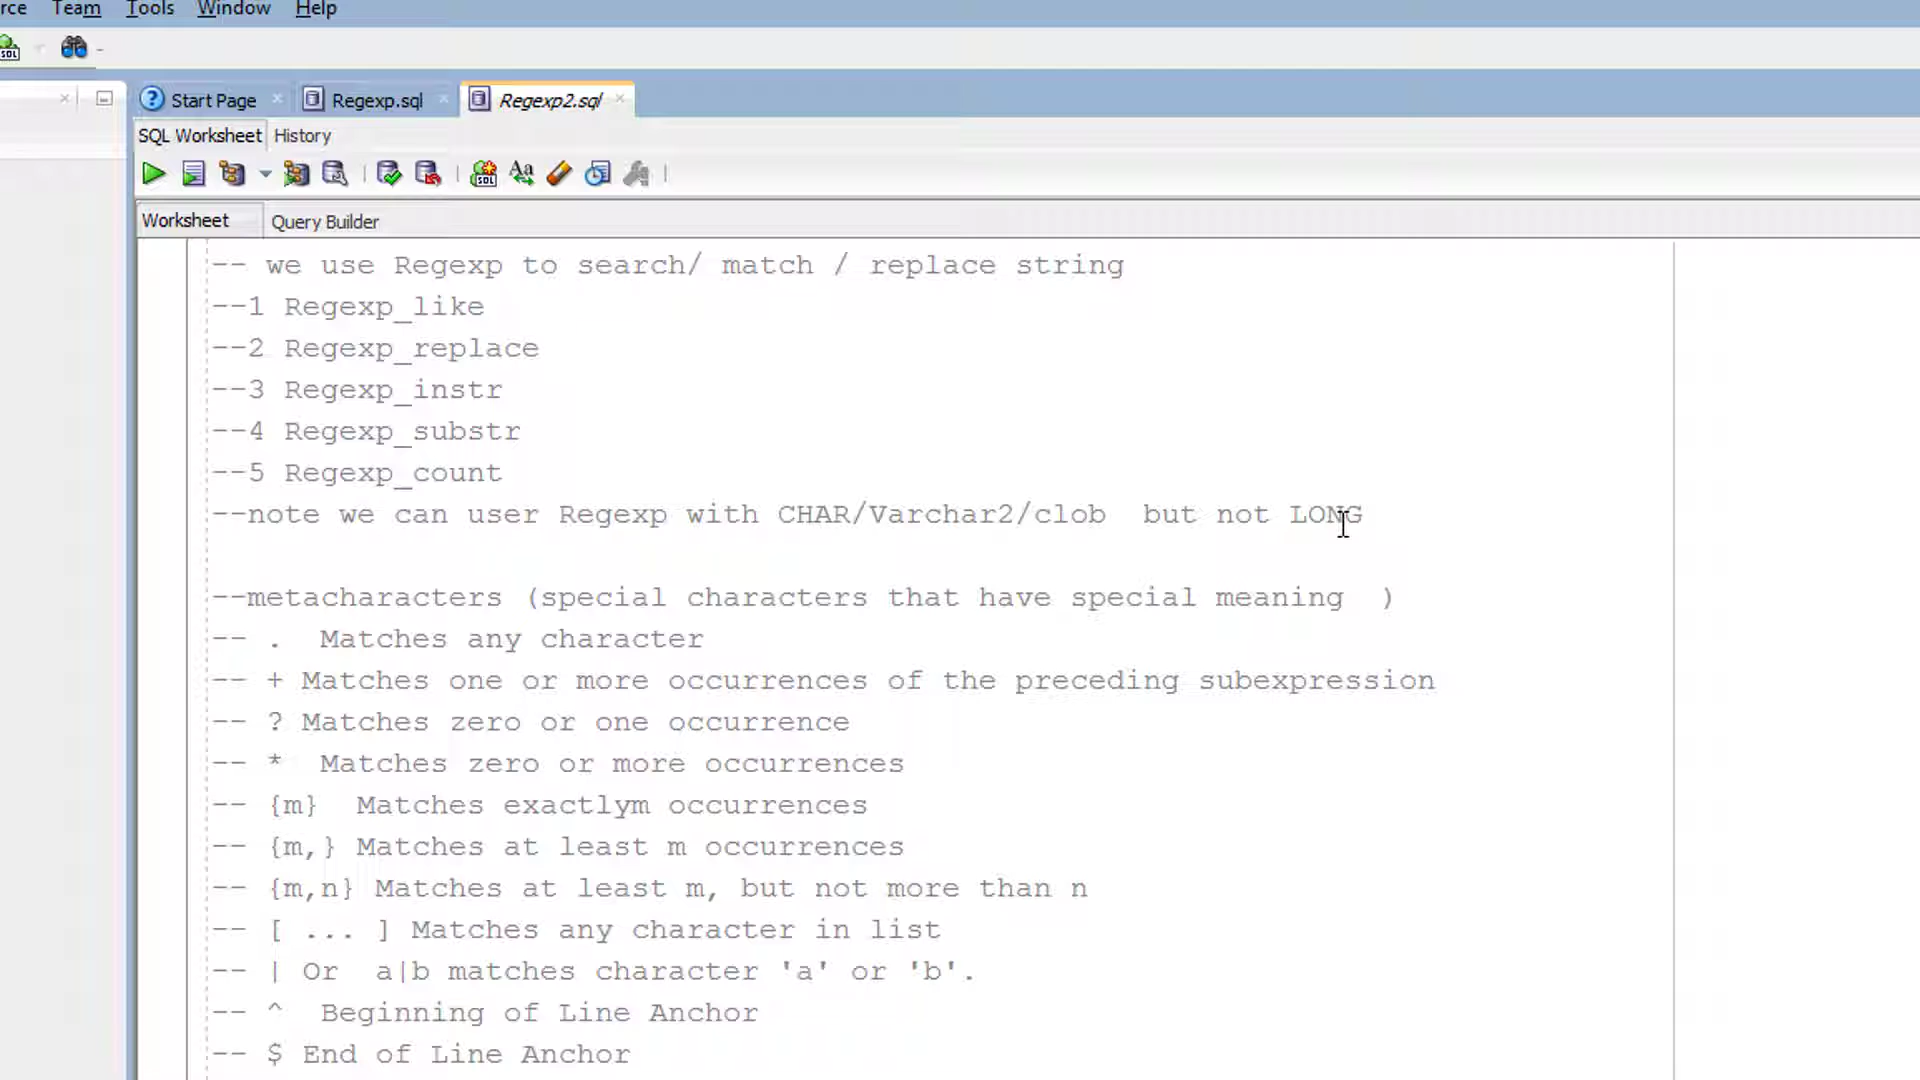 rce Team Tools Window Help
Start Page Regexp.sql Regexp2.sql
SQL Worksheet History
Worksheet Query Builder
-- we use Regexp to search/ match / replace string
--1 Regexp_like
--2 Regexp_replace
--3 Regexp_instr
--4 Regexp_substr
--5 Regexp_count
--note we can user Regexp with CHAR/Varchar2/clob  but not LONG
--metacharacters (special characters that have special meaning  )
-- .  Matches any character
-- + Matches one or more occurrences of the preceding subexpression
-- ? Matches zero or one occurrence
-- *  Matches zero or more occurrences
-- {m}  Matches exactlym occurrences
-- {m,} Matches at least m occurrences
-- {m,n} Matches at least m, but not more than n
-- [ ... ] Matches any character in list
-- | Or  a|b matches character 'a' or 'b'.
-- ^  Beginning of Line Anchor
-- $ End of Line Anchor